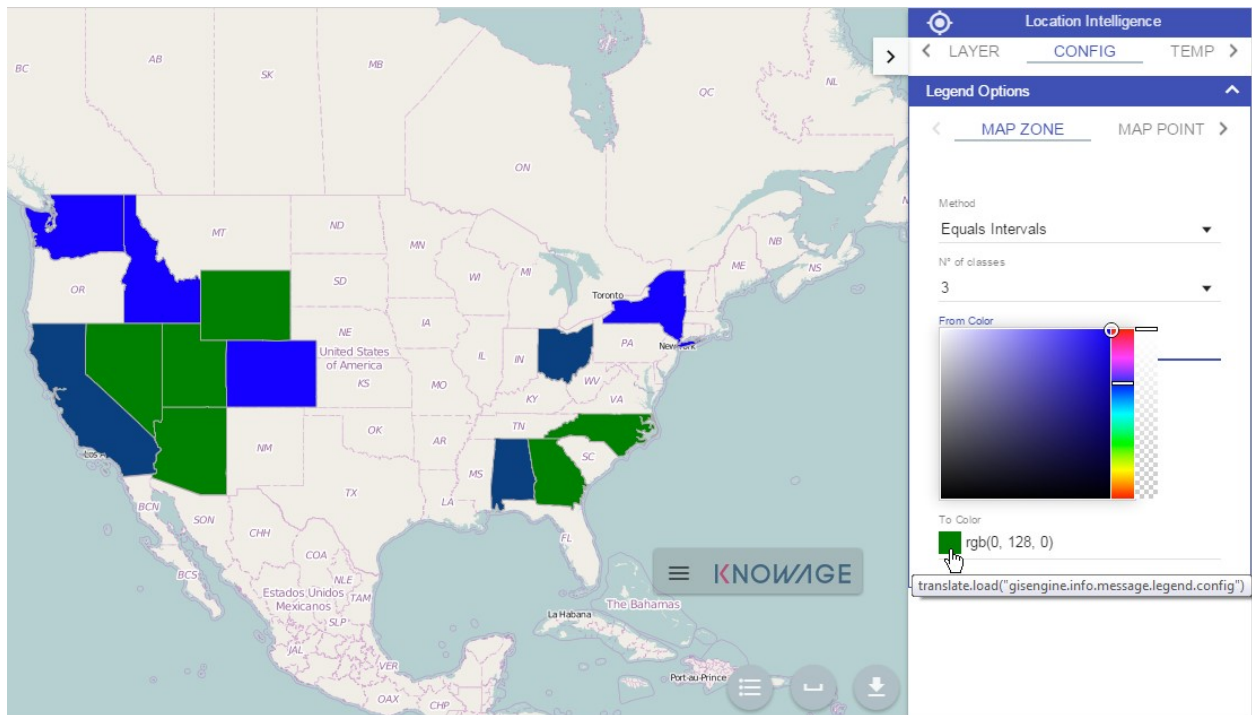 Location Intelligence
LAYER CONFIG TEMP
Legend Options
MAP ZONE MAP POINT
Method
Equals Intervals
N° of classes
3
From Color
To Color
rgb(0, 128, 0)
translate.load("gisengine.info.message.legend.config")
BC
AB
SK
MB
QC
NL
ON
MT
ND
MN
NB
OR
SD
WI
MI
ME
NS
Toronto
NE
IA
PA
New York
United States
of America
IL
IN
KS
MO
WV
KY
VA
OK
TN
Los A
NM
AR
SC
MS
TX
LA
BCN
SON
CHH
FL
COA
BCS
NLE
KNOWAGE
Estados Unidos
Mexicanos
TAM
The Bahamas
La Habana
SLP
JAL
VER
Port-au-Prince
OAX
CHP